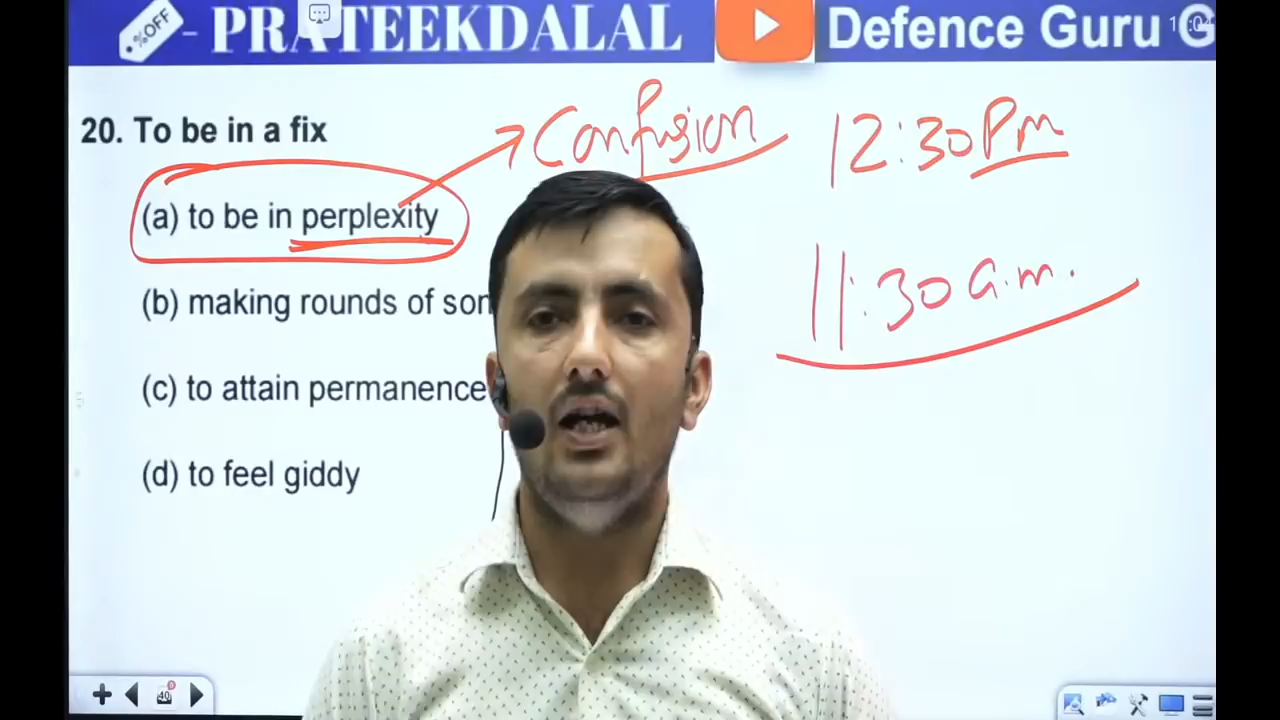 %OFF - PRATEEKDALAL Defence Guru G
20. To be in a fix
Confusion
12:30 Pm
(a) to be in perplexity
11:30 a.m.
(b) making rounds of
(c) to attain permanence
(d) to feel giddy